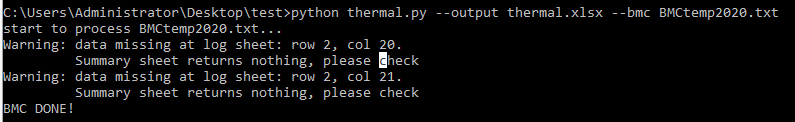 C:\Users\Administrator\Desktop\test>python thermal.py --output thermal.xlsx --bmc BMCtemp2020.txt
start to process BMCtemp2020.txt...
Warning: data missing at log sheet: row 2, col 20.
        Summary sheet returns nothing, please check
Warning: data missing at log sheet: row 2, col 21.
        Summary sheet returns nothing, please check
BMC DONE!